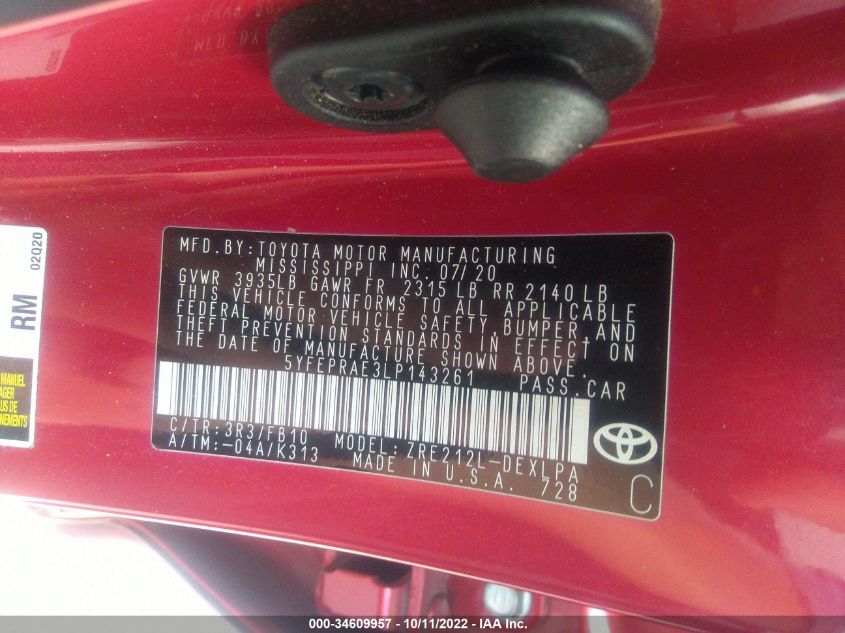 02Q20
RM
MANUEL
MFD. BY: TOYOTA MOTOR MANUFACTURING
MISSISSIPPI INC. 07/20
GVWR 3935LB GAWR FR 2315 LB RR 2140 LB
THIS VEHICLE CONFORMS TO ALL APPLICABLE
FEDERAL MOTOR VEHICLE SAFETY, BUMPER, AND
THEFT PREVENTION STANDARDS IN EFFECT ON
THE DATE OF MANUFACTURE SHOWN ABOVE.
5YFEPRAE3LP143261 PASS. CAR
C/TR: 3R3/FB10 MODEL: ZRE212L-DEXLPA
A/TM: -04A/K313 MADE IN U.S.A. 728
C
000-34609957 - 10/11/2022 - IAA Inc.